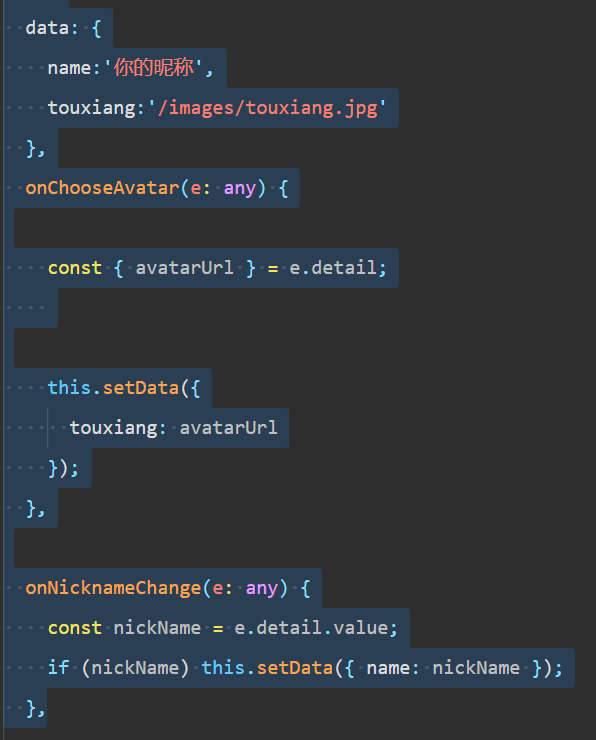 data: {
name:'你的昵称',
touxiang:'/images/touxiang.jpg'
},
onChooseAvatar(e: any) {
const { avatarUrl } = e.detail;
this.setData({
touxiang: avatarUrl
});
},
onNicknameChange(e: any) {
const nickName = e.detail.value;
if (nickName) this.setData({ name: nickName });
},